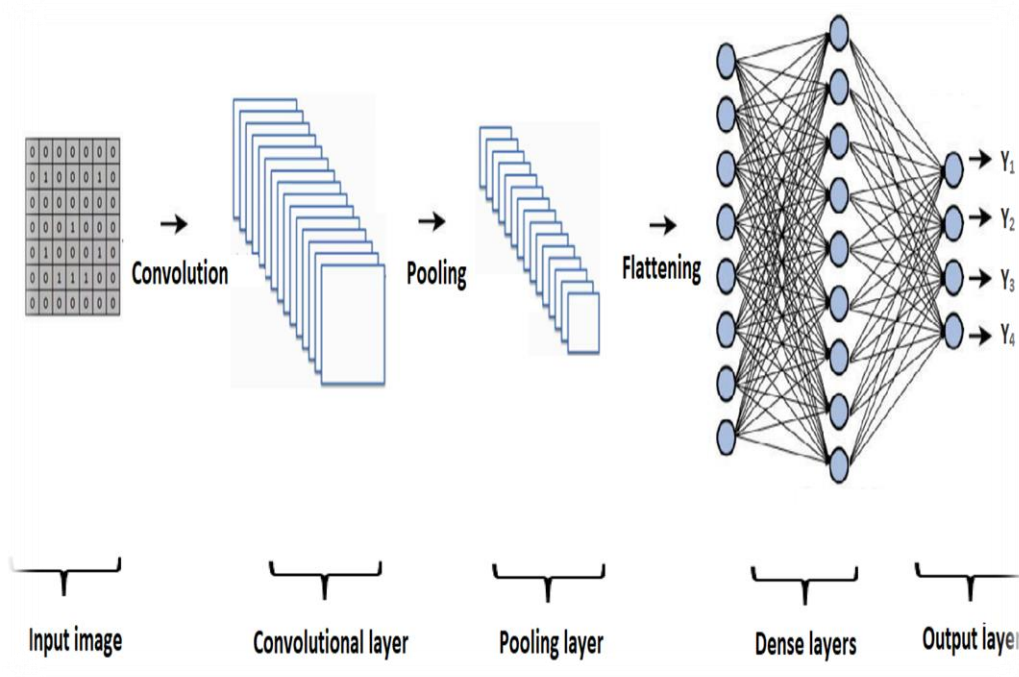 0 0 0 0 0 0 0
0 1 0 0 0 1 0
0 0 0 0 0 0 0
0 0 0 1 0 0 0
0 1 0 0 0 1 0
0 0 1 1 1 0 0
0 0 0 0 0 0 0
Convolution
Pooling
Flattening
Y1
Y2
Y3
Y4
Input image
Convolutional layer
Pooling layer
Dense layers
Output layer